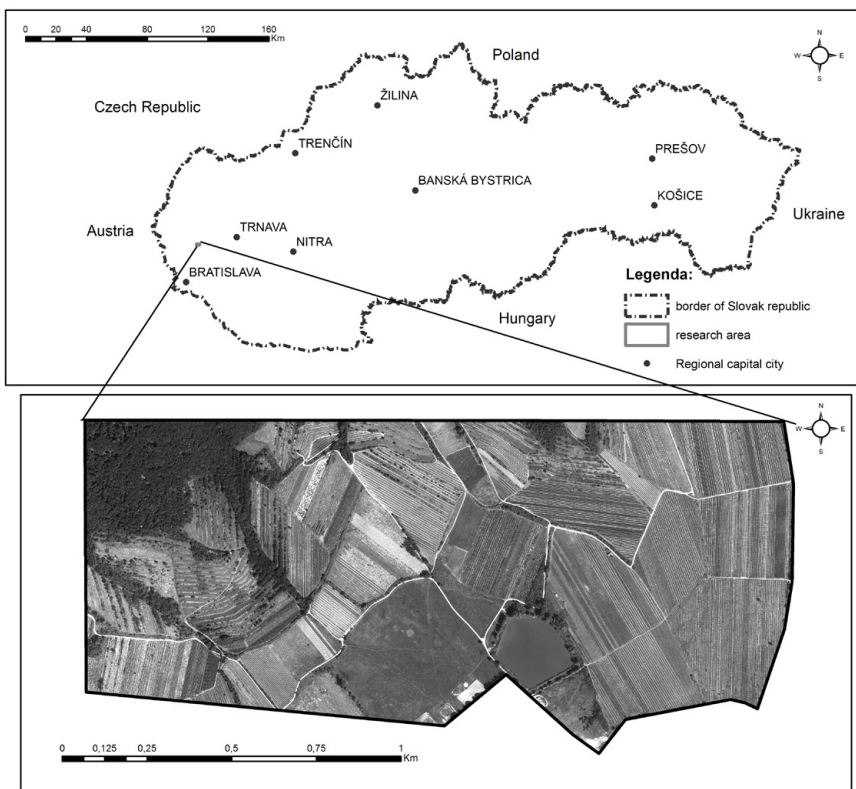 0 20 40 80 120 160
Km
N
W E
S
Poland
Czech Republic
ŽILINA
TRENČÍN
PREŠOV
BANSKÁ BYSTRICA
KOŠICE
Ukraine
Austria
TRNAVA
NITRA
BRATISLAVA
Hungary
Legenda:
border of Slovak republic
research area
Regional capital city
N
W E
S
0 0,125 0,25 0,5 0,75 1
Km